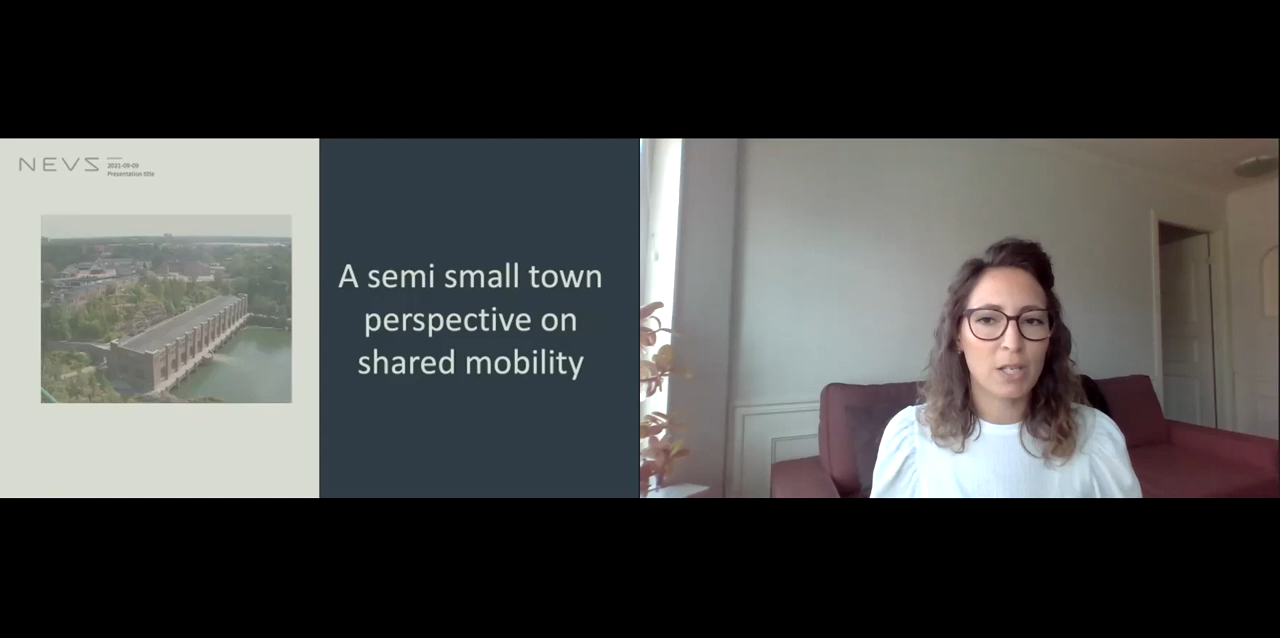 NEVS
2021-09-09
Presentation title
A semi small town
perspective on
shared mobility